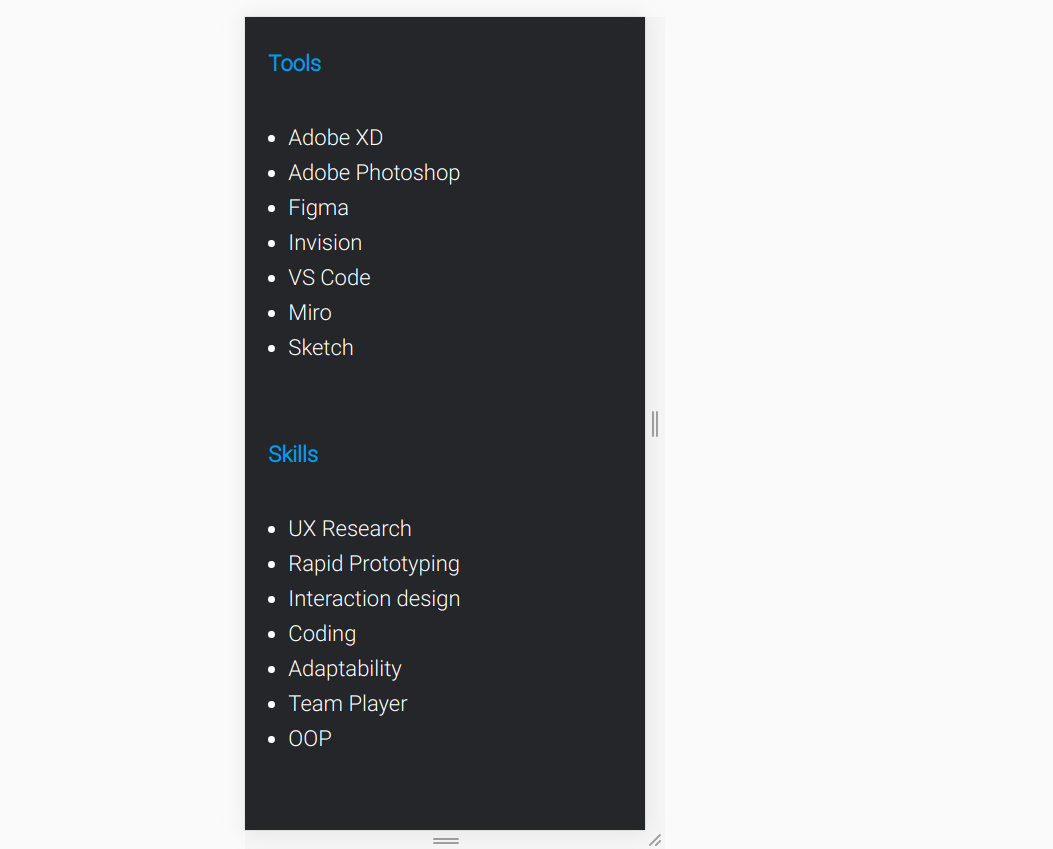 Tools
Adobe XD
Adobe Photoshop
Figma
Invision
VS Code
Miro
Sketch
Skills
UX Research
Rapid Prototyping
Interaction design
Coding
Adaptability
Team Player
OOP